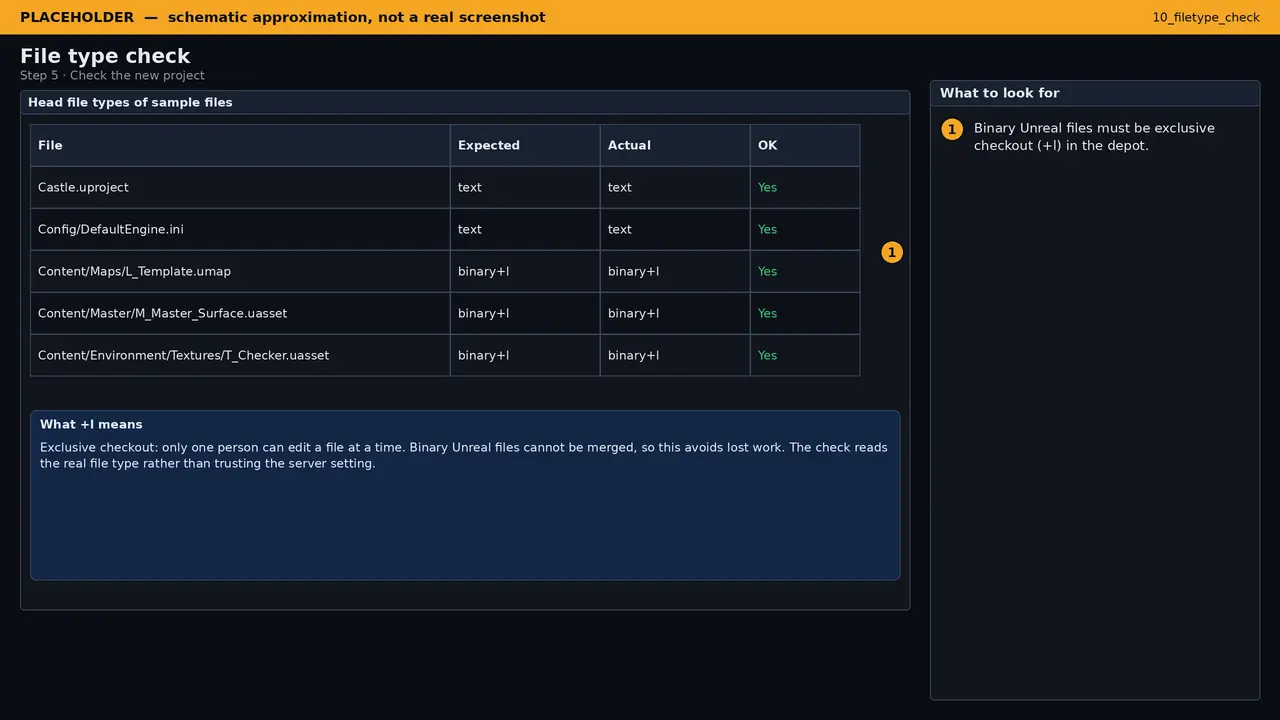 PLACEHOLDER — schematic approximation, not a real screenshot
10_filetype_check
File type check
Step 5 · Check the new project
Head file types of sample files
File Expected Actual OK
Castle.uproject text text Yes
Config/DefaultEngine.ini text text Yes
Content/Maps/L_Template.umap binary+l binary+l Yes
Content/Master/M_Master_Surface.uasset binary+l binary+l Yes
Content/Environment/Textures/T_Checker.uasset binary+l binary+l Yes
1
What +l means
Exclusive checkout: only one person can edit a file at a time. Binary Unreal files cannot be merged, so this avoids lost work. The check reads
the real file type rather than trusting the server setting.
What to look for
1 Binary Unreal files must be exclusive
checkout (+l) in the depot.